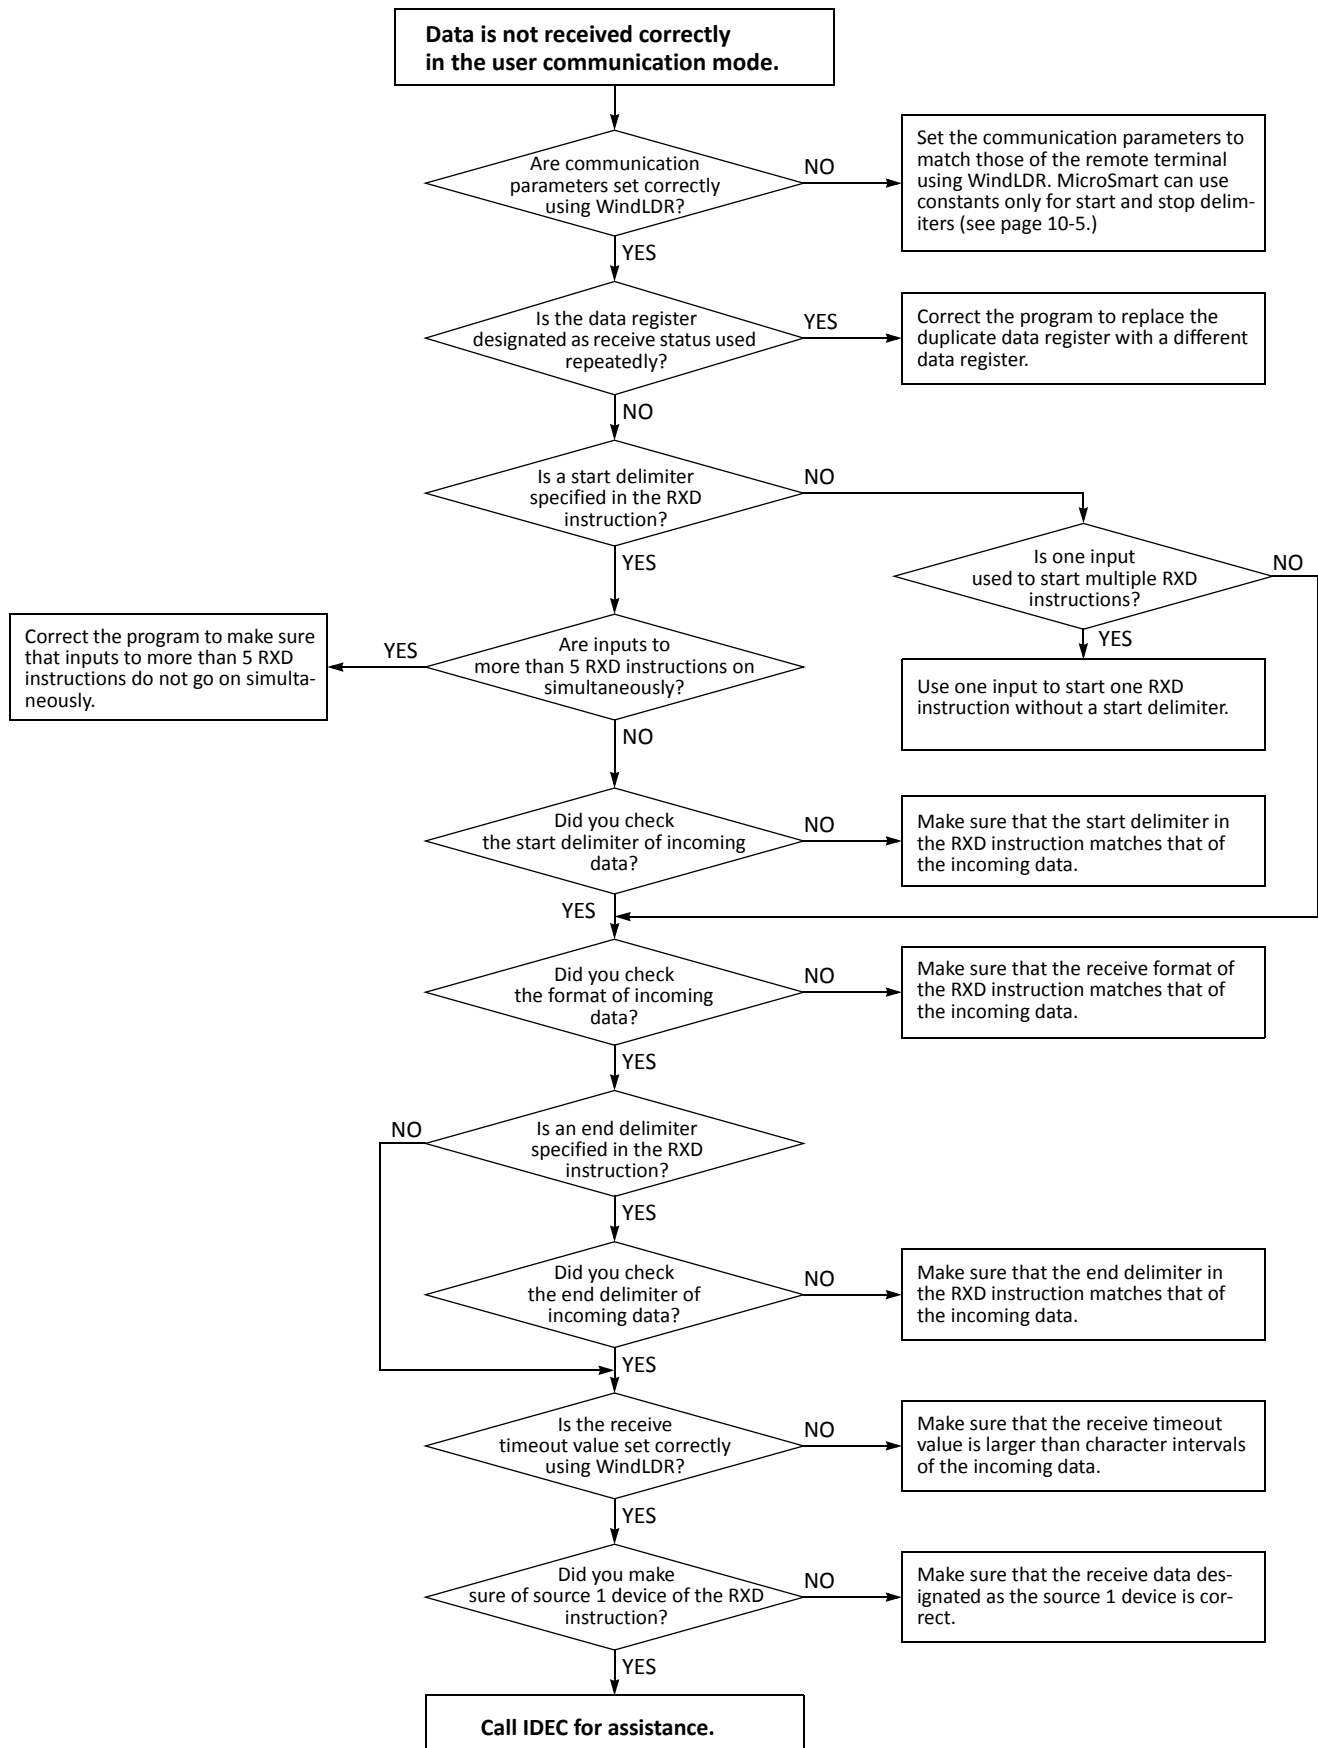 Data is not received correctly
in the user communication mode.
Are communication
parameters set correctly
using WindLDR?
NO
Set the communication parameters to
match those of the remote terminal
using WindLDR. MicroSmart can use
constants only for start and stop delim-
iters (see page 10-5.)
YES
Is the data register
designated as receive status used
repeatedly?
YES
Correct the program to replace the
duplicate data register with a different
data register.
NO
Is a start delimiter
specified in the RXD
instruction?
NO
YES
Is one input
used to start multiple RXD
instructions?
NO
YES
Use one input to start one RXD
instruction without a start delimiter.
Are inputs to
more than 5 RXD instructions on
simultaneously?
YES
Correct the program to make sure
that inputs to more than 5 RXD
instructions do not go on simulta-
neously.
NO
Did you check
the start delimiter of incoming
data?
NO
Make sure that the start delimiter in
the RXD instruction matches that of
the incoming data.
YES
Did you check
the format of incoming
data?
NO
Make sure that the receive format of
the RXD instruction matches that of
the incoming data.
YES
Is an end delimiter
specified in the RXD
instruction?
NO
YES
Did you check
the end delimiter of
incoming data?
NO
Make sure that the end delimiter in
the RXD instruction matches that of
the incoming data.
YES
Is the receive
timeout value set correctly
using WindLDR?
NO
Make sure that the receive timeout
value is larger than character intervals
of the incoming data.
YES
Did you make
sure of source 1 device of the RXD
instruction?
NO
Make sure that the receive data des-
ignated as the source 1 device is cor-
rect.
YES
Call IDEC for assistance.